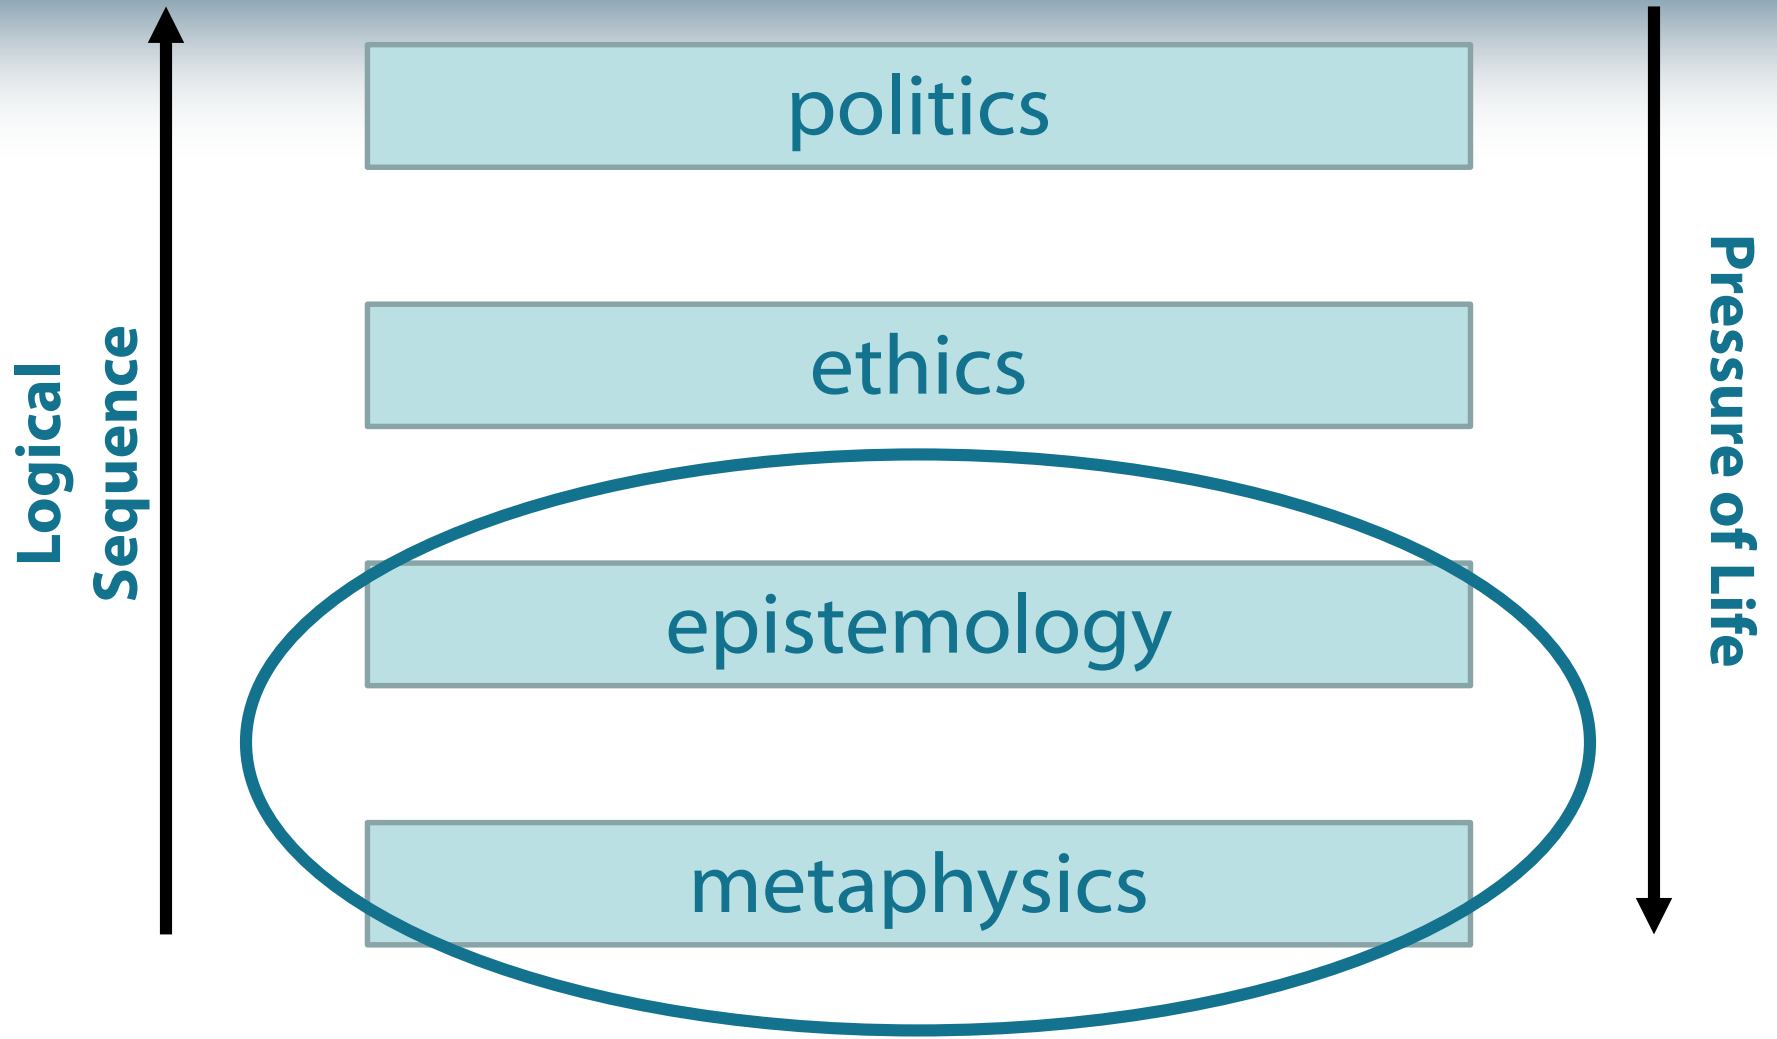 politics
ethics
epistemology
metaphysics
Logical
Sequence
Pressure of Life